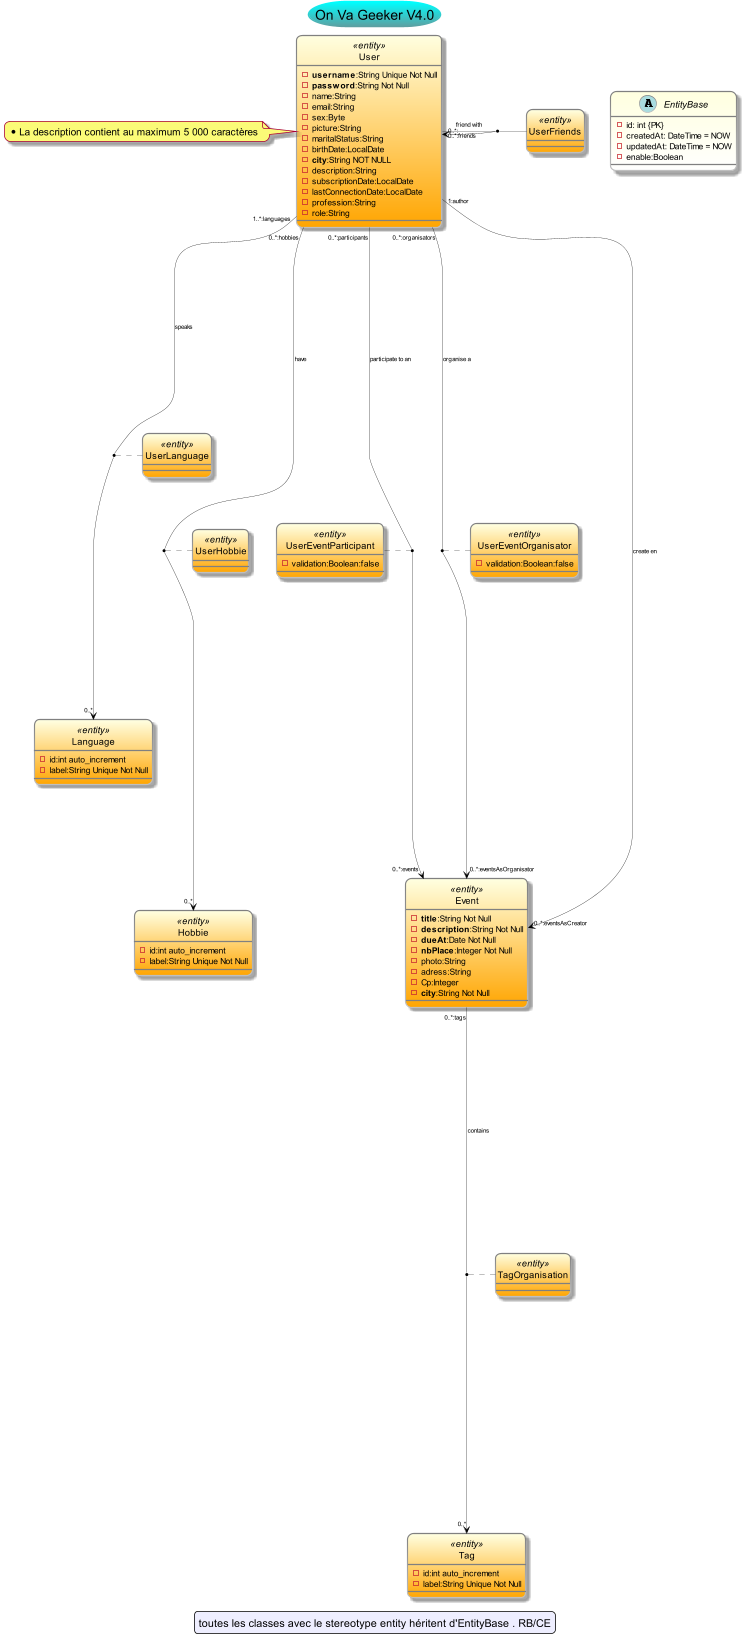 On Va Geeker V4.0
«entity»
User
username:String Unique Not Null
password:String Not Null
name:String
email:String
sex:Byte
picture:String
maritalStatus:String
birthDate:LocalDate
city:String NOT NULL
description:String
subscriptionDate:LocalDate
lastConnectionDate:LocalDate
profession:String
role:String
• La description contient au maximum 5 000 caractères
friend with
0..*:
0..*:friends
«entity»
UserFriends
A EntityBase
id: int {PK}
createdAt: DateTime = NOW
updatedAt: DateTime = NOW
enable:Boolean
1..*:languages
0..*:hobbies
0..*:participants
0..*:organisators
1:author
speaks
have
participate to an
organise a
create en
«entity»
UserLanguage
«entity»
UserHobbie
«entity»
UserEventParticipant
validation:Boolean:false
«entity»
UserEventOrganisator
validation:Boolean:false
0..*
«entity»
Language
id:int auto_increment
label:String Unique Not Null
0..*
«entity»
Hobbie
id:int auto_increment
label:String Unique Not Null
0..*:events
0..*:eventsAsOrganisator
0..*:eventsAsCreator
«entity»
Event
title:String Not Null
description:String Not Null
dueAt:Date Not Null
nbPlace:Integer Not Null
photo:String
adress:String
Cp:Integer
city:String Not Null
0..*:tags
contains
«entity»
TagOrganisation
0..*
«entity»
Tag
id:int auto_increment
label:String Unique Not Null
toutes les classes avec le stereotype entity héritent d'EntityBase . RB/CE